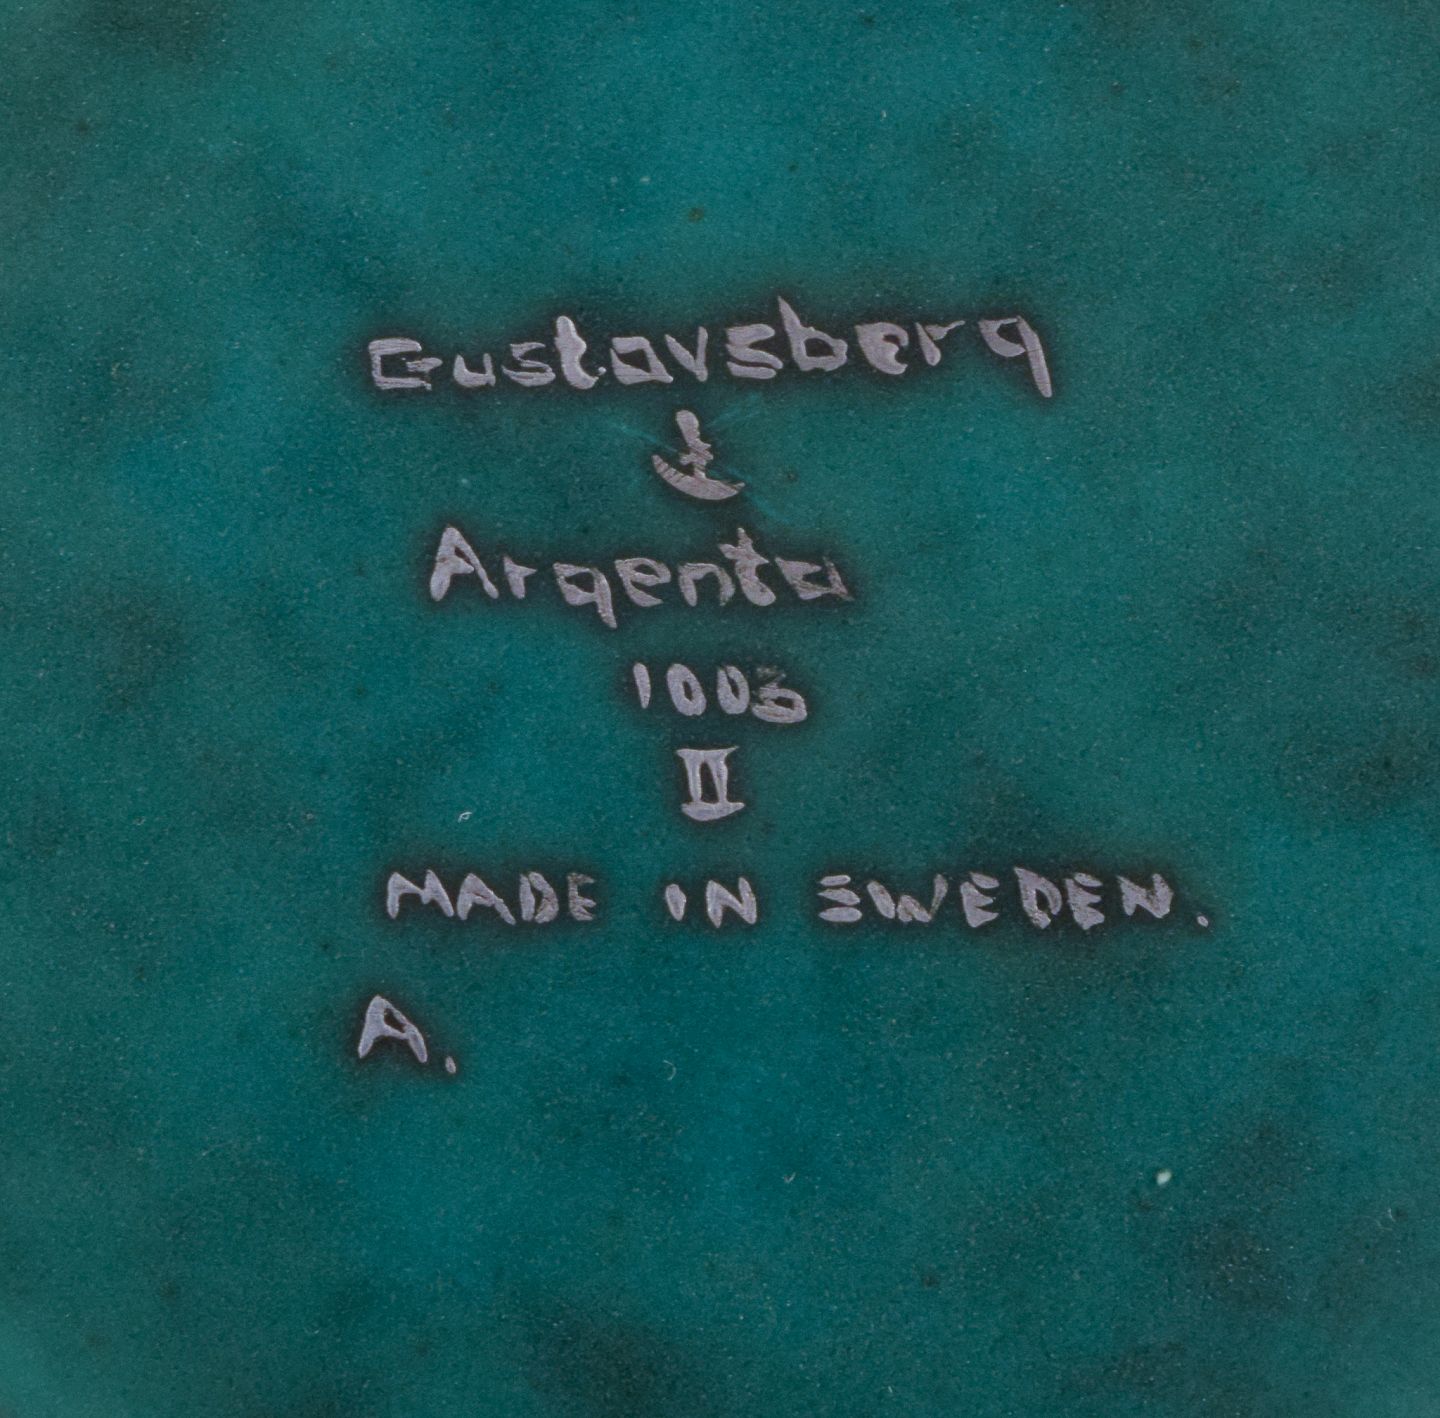 Gustavsberg
Argenta
1003
II
MADE IN SWEDEN.
A.